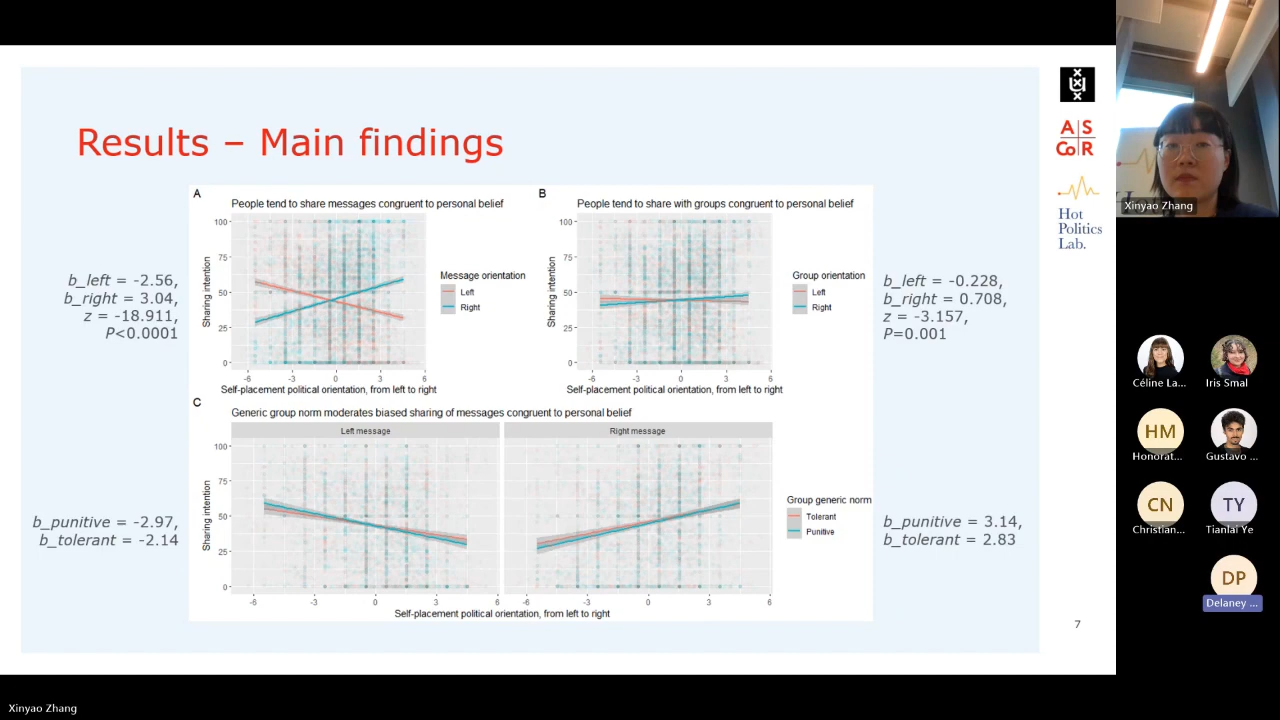 Results – Main findings
A
People tend to share messages congruent to personal belief
100
75
50
25
0
Sharing intention
-6
-3
0
3
6
Self-placement political orientation, from left to right
Message orientation
Left
Right
B
People tend to share with groups congruent to personal belief
100
75
50
25
0
Sharing intention
-6
-3
0
3
6
Self-placement political orientation, from left to right
Group orientation
Left
Right
b_left = -2.56,
b_right = 3.04,
z = -18.911,
P<0.0001
b_left = -0.228,
b_right = 0.708,
z = -3.157,
P=0.001
C
Generic group norm moderates biased sharing of messages congruent to personal belief
Left message
Right message
100
75
50
25
0
Sharing intention
-6
-3
0
3
6
-6
-3
0
3
6
Self-placement political orientation, from left to right
Group generic norm
Tolerant
Punitive
b_punitive = -2.97,
b_tolerant = -2.14
b_punitive = 3.14,
b_tolerant = 2.83
7
A|S
CoR
Hot
Politics
Lab.
Xinyao Zhang
Céline La...
Iris Smal
HM
Honorat...
Gustavo ...
CN
Christian...
TY
Tianlai Ye
DP
Delaney ...
Xinyao Zhang